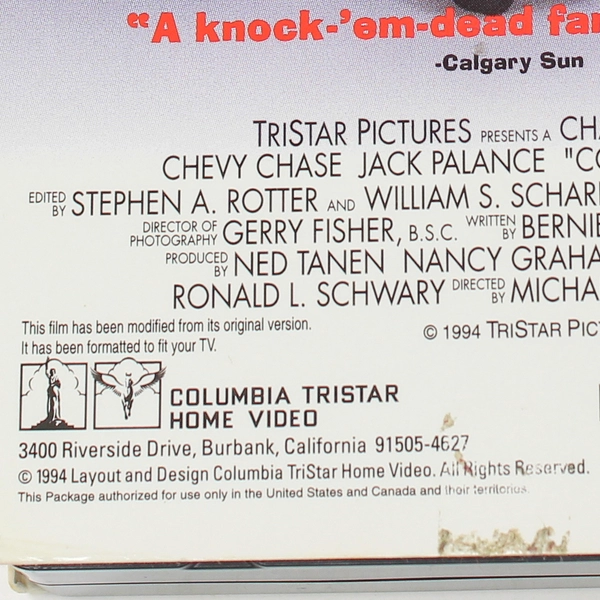 “A knock-’em-dead
-Calgary Sun
TRISTAR PICTURES PRESENTS A
CHEVY CHASE JACK PALANCE
EDITED BY STEPHEN A. ROTTER AND WILLIAM S.
DIRECTOR OF PHOTOGRAPHY GERRY FISHER, B.S.C. WRITTEN BY
PRODUCED BY NED TANEN NANCY
RONALD L. SCHWARY DIRECTED BY
This film has been modified from its original version.
It has been formatted to fit your TV.
© 1994 TRISTAR
COLUMBIA TRISTAR
HOME VIDEO
3400 Riverside Drive, Burbank, California 91505-4627
© 1994 Layout and Design Columbia TriStar Home Video. All Rights Reserved.
This Package authorized for use only in the United States and Canada and their territories.